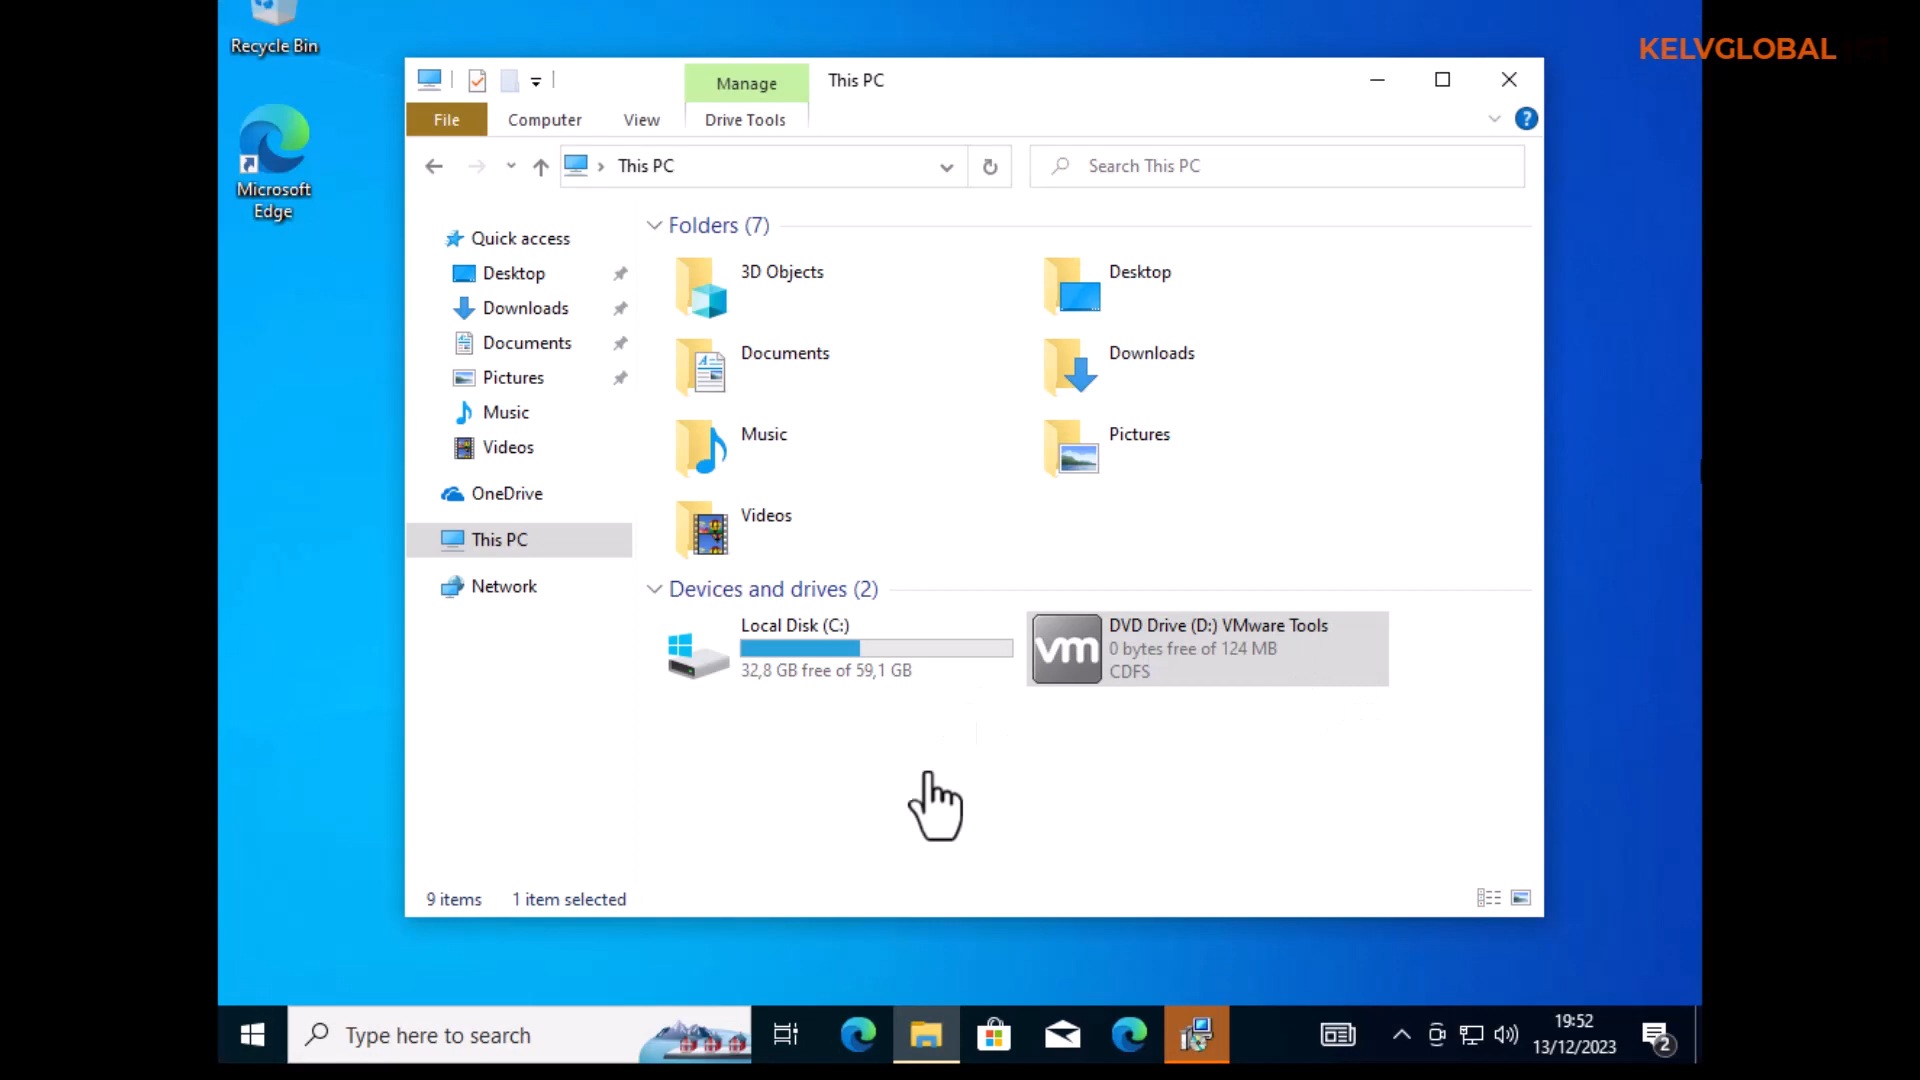 Recycle Bin
KELVGLOBAL
Manage
This PC
File
Computer
View
Drive Tools
?
This PC
Search This PC
Microsoft
Edge
Quick access
Desktop
Downloads
Documents
Pictures
Music
Videos
OneDrive
This PC
Network
Folders (7)
3D Objects
Desktop
Documents
Downloads
Music
Pictures
Videos
Devices and drives (2)
Local Disk (C:)
32,8 GB free of 59,1 GB
vm
DVD Drive (D:) VMware Tools
0 bytes free of 124 MB
CDFS
9 items
1 item selected
Type here to search
19:52
13/12/2023
2